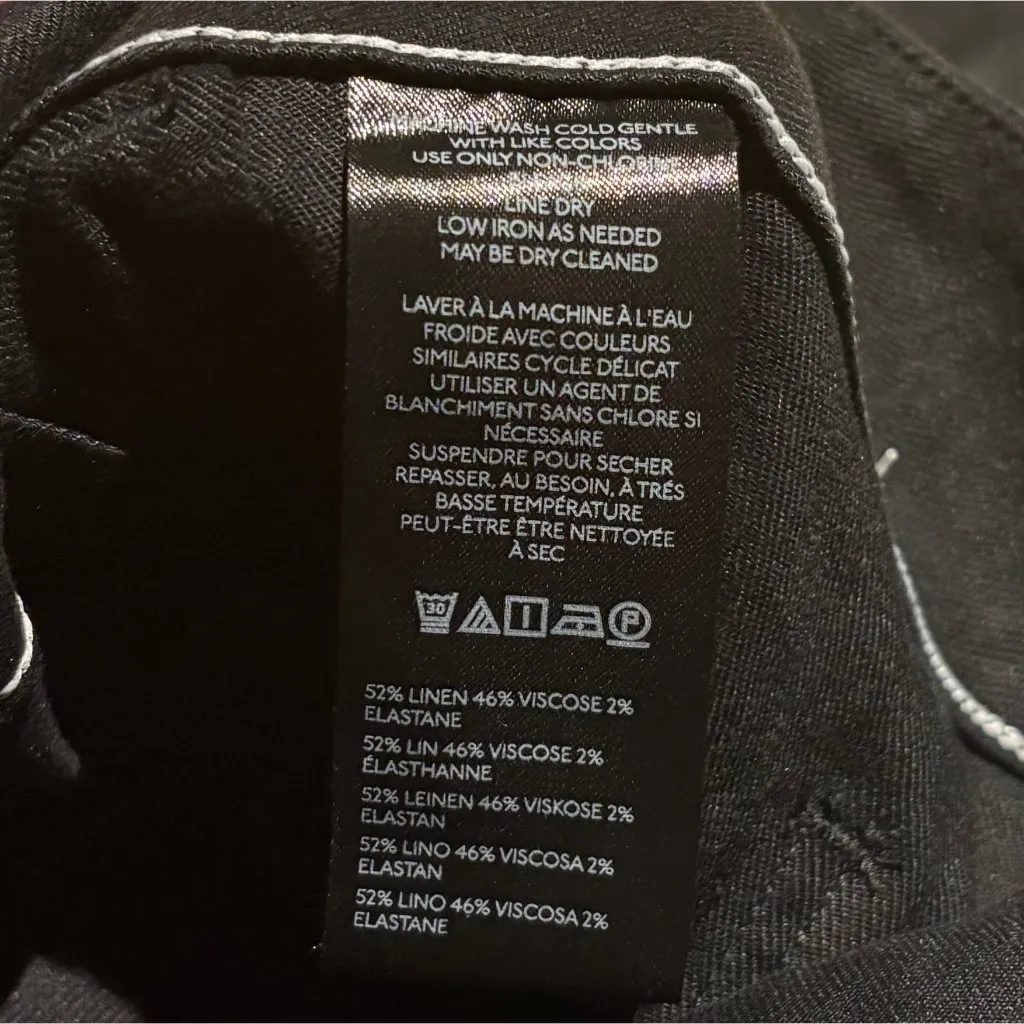 WASH COLD GENTLE
WITH LIKE COLORS
USE ONLY NON-CHLORINE
LINE DRY
LOW IRON AS NEEDED
MAY BE DRY CLEANED
LAVER À LA MACHINE À L'EAU
FROIDE AVEC COULEURS
SIMILAIRES CYCLE DÉLICAT
UTILISER UN AGENT DE
BLANCHIMENT SANS CHLORE SI
NÉCESSAIRE
SUSPENDRE POUR SECHER
REPASSER, AU BESOIN, À TRÉS
BASSE TEMPÉRATURE
PEUT-ÊTRE ÊTRE NETTOYÉE
À SEC
30 P
52% LINEN 46% VISCOSE 2%
ELASTANE
52% LIN 46% VISCOSE 2%
ÉLASTHANNE
52% LEINEN 46% VISKOSE 2%
ELASTAN
52% LINO 46% VISCOSA 2%
ELASTAN
52% LINO 46% VISCOSA 2%
ELASTANE